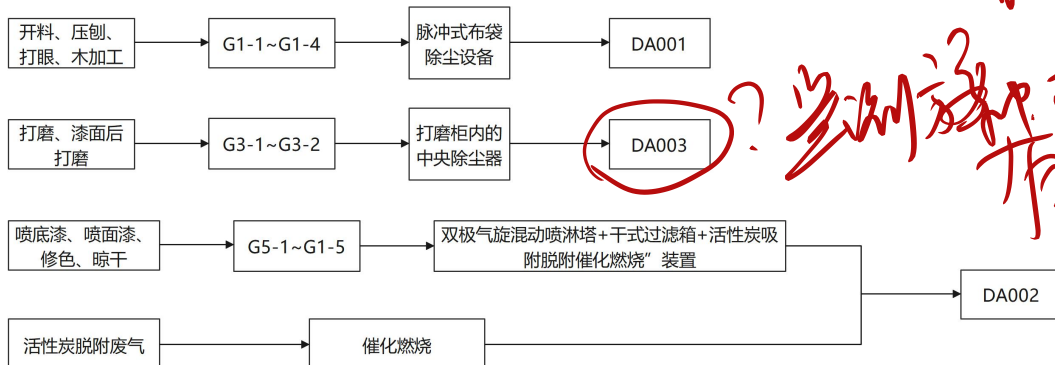 开料、压刨、
打眼、木加工
G1-1~G1-4
脉冲式布袋
除尘设备
DA001
打磨、漆面后
打磨
G3-1~G3-2
打磨柜内的
中央除尘器
DA003
?
喷底漆、喷面漆、
修色、晾干
G5-1~G1-5
双极气旋混动喷淋塔+干式过滤箱+活性炭吸
附脱附催化燃烧”装置
DA002
活性炭脱附废气
催化燃烧